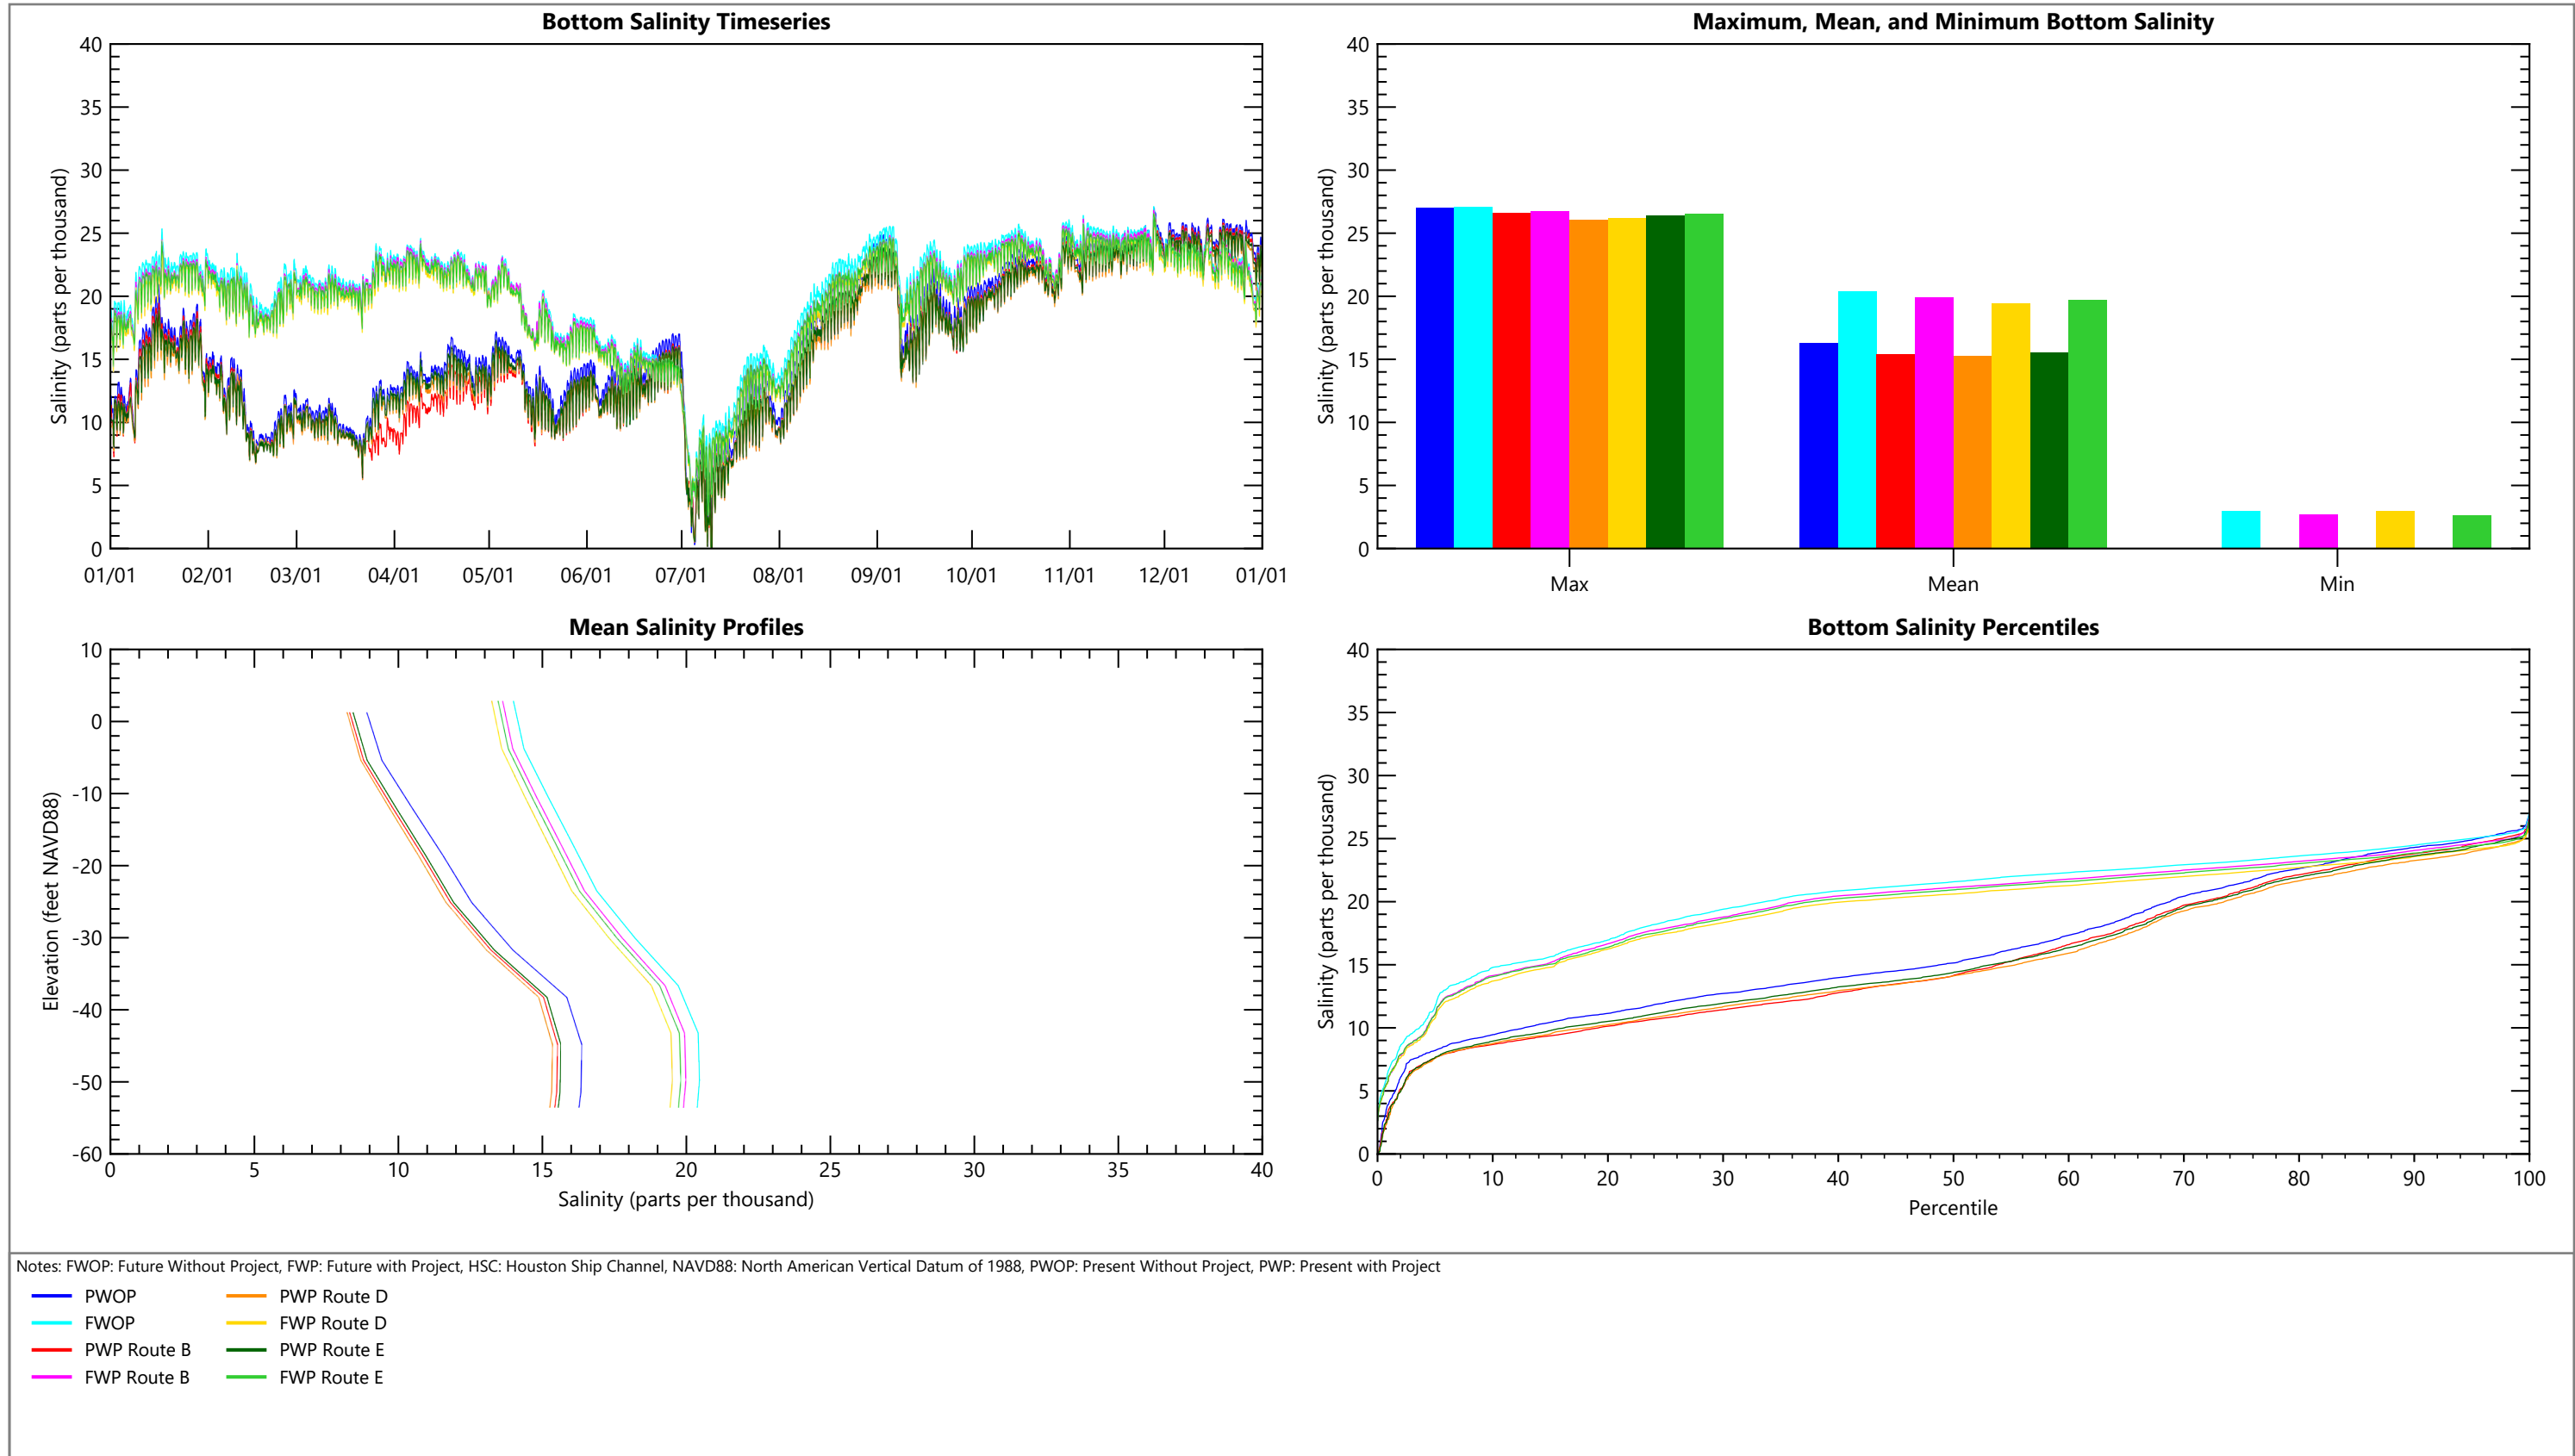 Bottom Salinity Timeseries
Salinity (parts per thousand)
40
35
30
25
20
15
10
5
0
01/01 02/01 03/01 04/01 05/01 06/01 07/01 08/01 09/01 10/01 11/01 12/01 01/01
Maximum, Mean, and Minimum Bottom Salinity
Salinity (parts per thousand)
40
35
30
25
20
15
10
5
0
Max Mean Min
Mean Salinity Profiles
Elevation (feet NAVD88)
10
0
-10
-20
-30
-40
-50
-60
0 5 10 15 20 25 30 35 40
Salinity (parts per thousand)
Bottom Salinity Percentiles
Salinity (parts per thousand)
40
35
30
25
20
15
10
5
0
0 10 20 30 40 50 60 70 80 90 100
Percentile
Notes: FWOP: Future Without Project, FWP: Future with Project, HSC: Houston Ship Channel, NAVD88: North American Vertical Datum of 1988, PWOP: Present Without Project, PWP: Present with Project
PWOP
FWOP
PWP Route B
FWP Route B
PWP Route D
FWP Route D
PWP Route E
FWP Route E